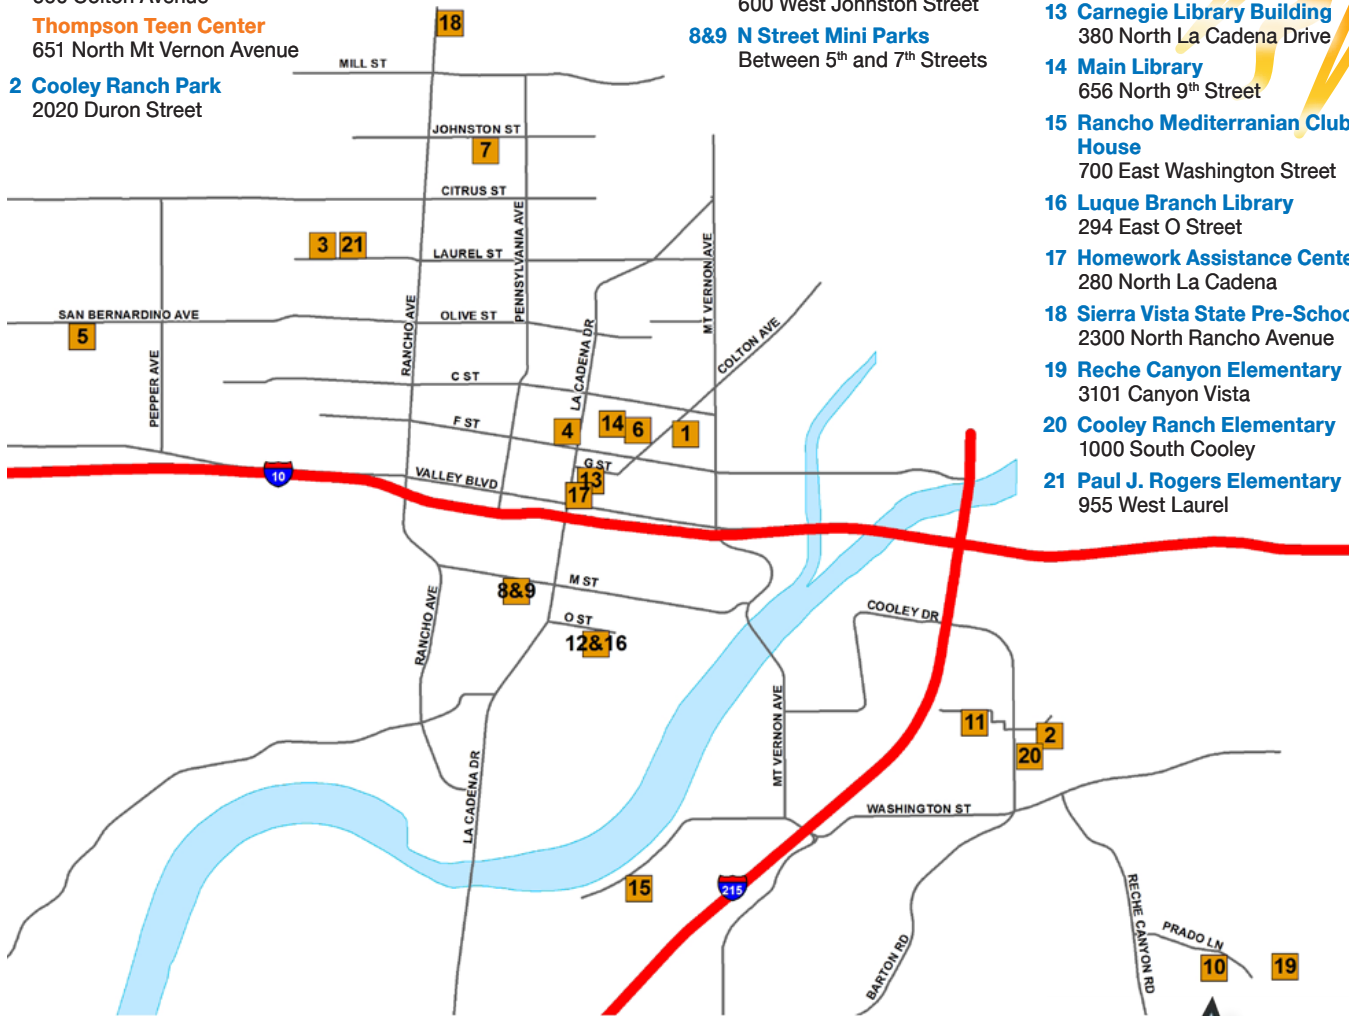 Thompson Teen Center
651 North Mt Vernon Avenue
2 Cooley Ranch Park
2020 Duron Street
600 West Johnston Street
8&9 N Street Mini Parks
Between 5th and 7th Streets
13 Carnegie Library Building
380 North La Cadena Drive
14 Main Library
656 North 9th Street
15 Rancho Mediterranian Club
House
700 East Washington Street
16 Luque Branch Library
294 East O Street
17 Homework Assistance Cente
280 North La Cadena
18 Sierra Vista State Pre-Schoo
2300 North Rancho Avenue
19 Reche Canyon Elementary
3101 Canyon Vista
20 Cooley Ranch Elementary
1000 South Cooley
21 Paul J. Rogers Elementary
955 West Laurel
18
MILL ST
JOHNSTON ST
7
CITRUS ST
PENNSYLVANIA AVE
3
21
LAUREL ST
MT VERNON AVE
SAN BERNARDINO AVE
OLIVE ST
5
RANCHO AVE
LA CADENA DR
COLTON AVE
PEPPER AVE
C ST
F ST
4
14
6
1
G ST
13
17
VALLEY BLVD
10
M ST
8&9
O ST
12&16
RANCHO AVE
COOLEY DR
MT VERNON AVE
11
2
20
LA CADENA DR
WASHINGTON ST
15
215
RECHE CANYON RD
PRADO LN
BARTON RD
10
19